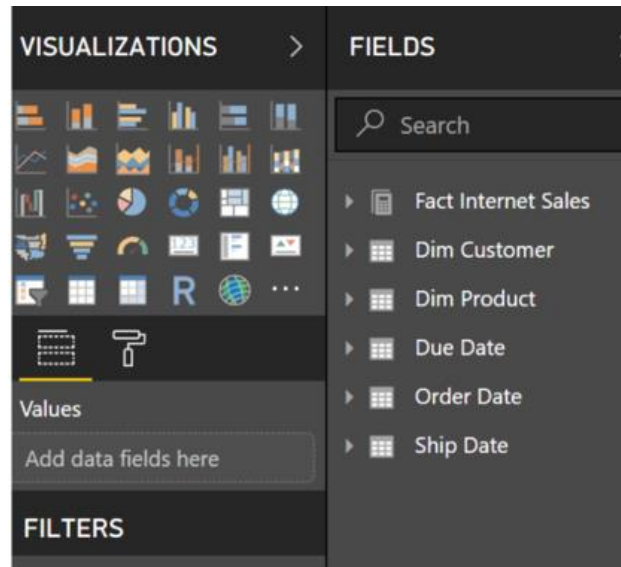 VISUALIZATIONS
123
R
Values
Add data fields here
FILTERS
FIELDS
Search
Fact Internet Sales
Dim Customer
Dim Product
Due Date
Order Date
Ship Date